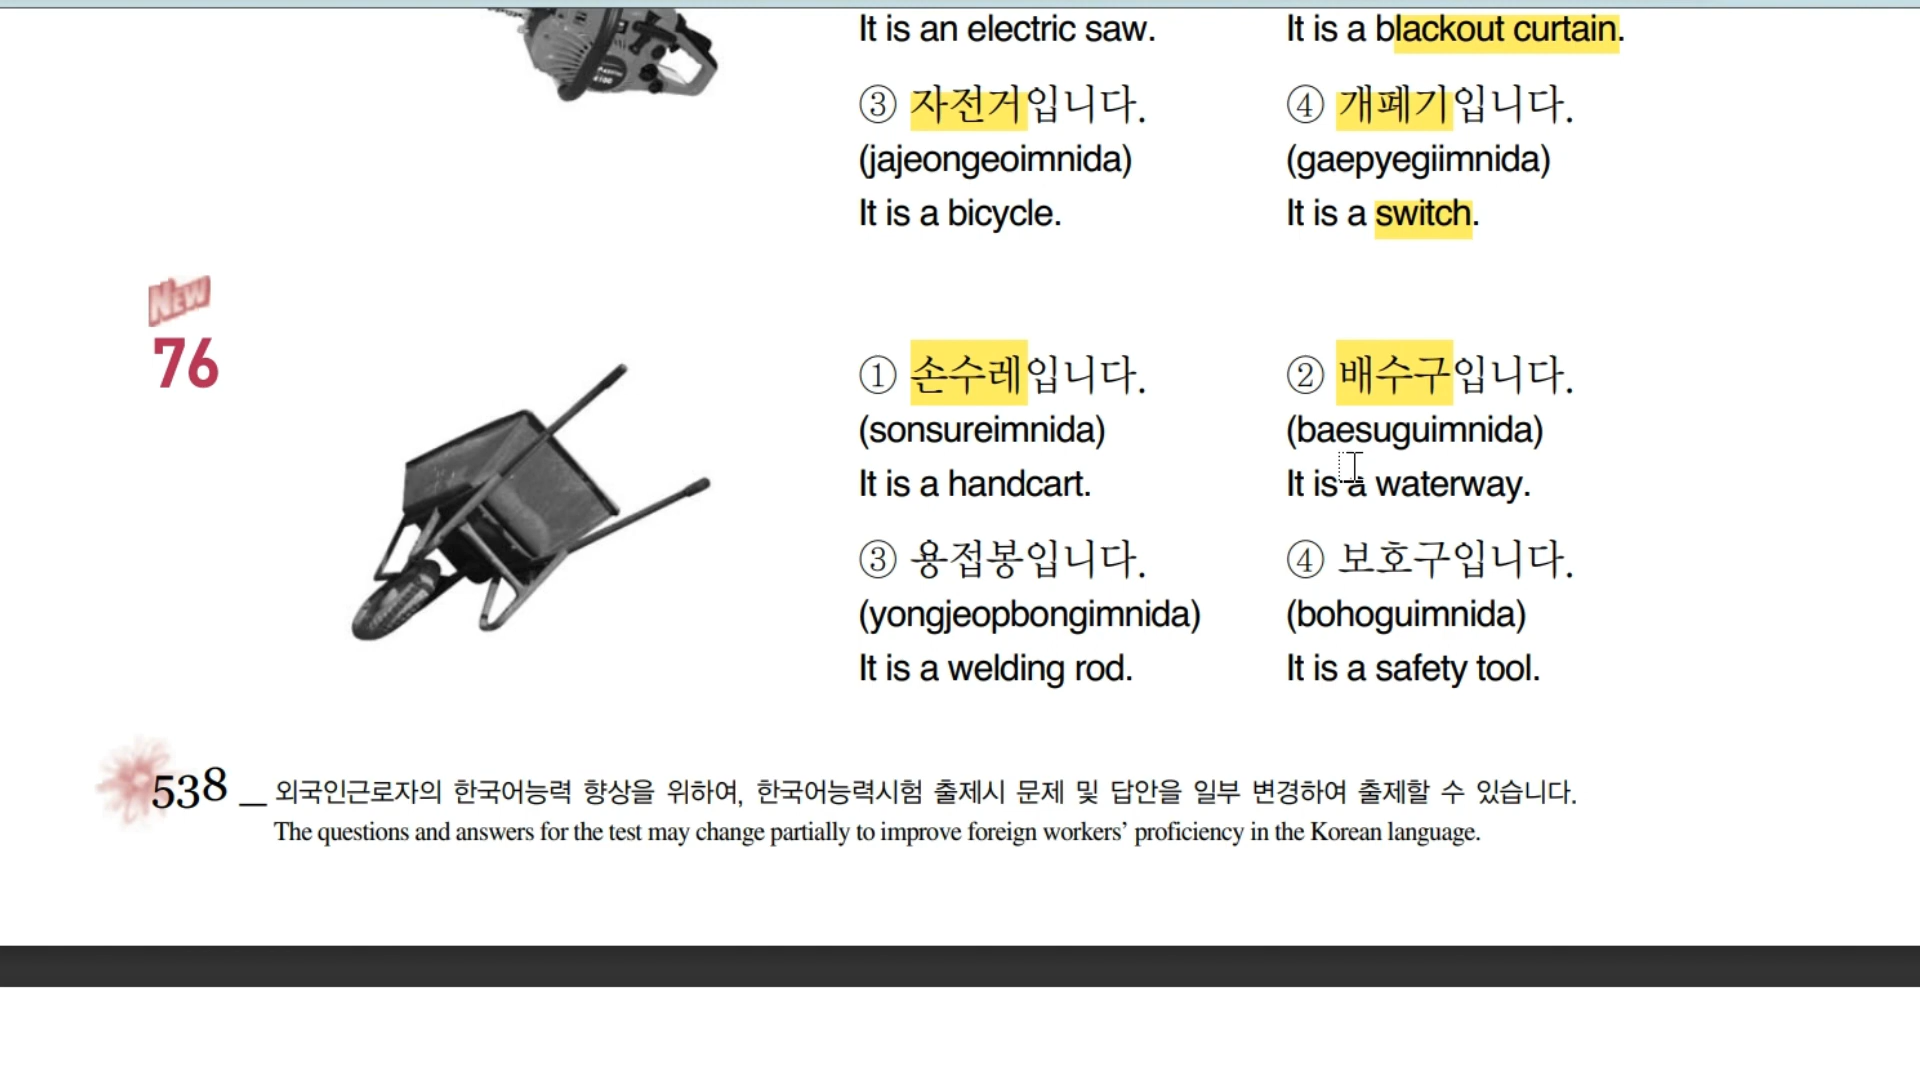 It is an electric saw. It is a blackout curtain.
③ 자전거입니다. ④ 개폐기입니다.
(jajeongeoimnida) (gaepyegiimnida)
It is a bicycle. It is a switch.
NEW
76
① 손수레입니다. ② 배수구입니다.
(sonsureimnida) (baesuguimnida)
It is a handcart. It is a waterway.
③ 용접봉입니다. ④ 보호구입니다.
(yongjeopbongimnida) (bohoguimnida)
It is a welding rod. It is a safety tool.
538 _ 외국인근로자의 한국어능력 향상을 위하여, 한국어능력시험 출제시 문제 및 답안을 일부 변경하여 출제할 수 있습니다.
The questions and answers for the test may change partially to improve foreign workers’ proficiency in the Korean language.